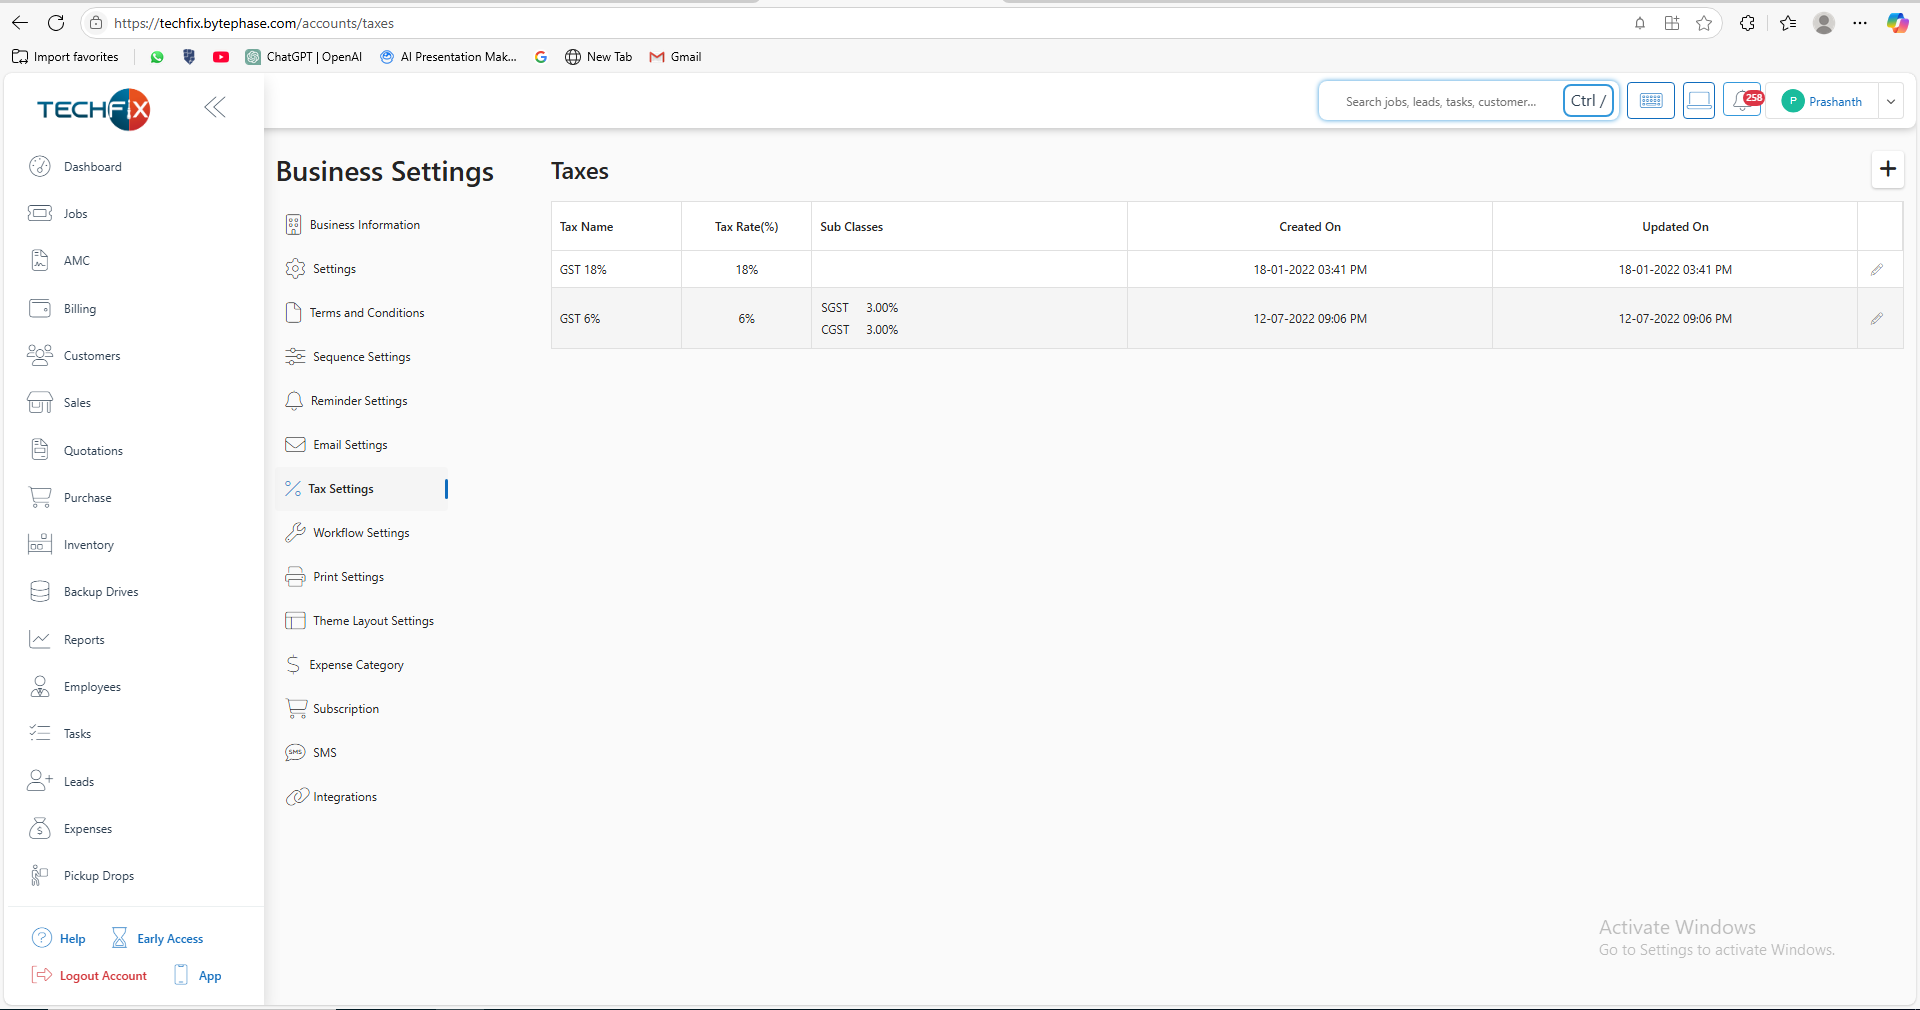 https://techfix.bytephase.com/accounts/taxes
Import favorites
ChatGPT | OpenAI
AI Presentation Mak...
New Tab
Gmail
TECHFIX
Search jobs, leads, tasks, customer...
Ctrl /
258
P
Prashanth
Dashboard
Jobs
AMC
Billing
Customers
Sales
Quotations
Purchase
Inventory
Backup Drives
Reports
Employees
Tasks
Leads
Expenses
Pickup Drops
Help
Early Access
Logout Account
App
Business Settings
Business Information
Settings
Terms and Conditions
Sequence Settings
Reminder Settings
Email Settings
Tax Settings
Workflow Settings
Print Settings
Theme Layout Settings
Expense Category
Subscription
SMS SMS
Integrations
Taxes
Tax Name Tax Rate(%) Sub Classes Created On Updated On
GST 18% 18% 18-01-2022 03:41 PM 18-01-2022 03:41 PM
GST 6% 6% SGST 3.00% 12-07-2022 09:06 PM 12-07-2022 09:06 PM
CGST 3.00%
Activate Windows
Go to Settings to activate Windows.